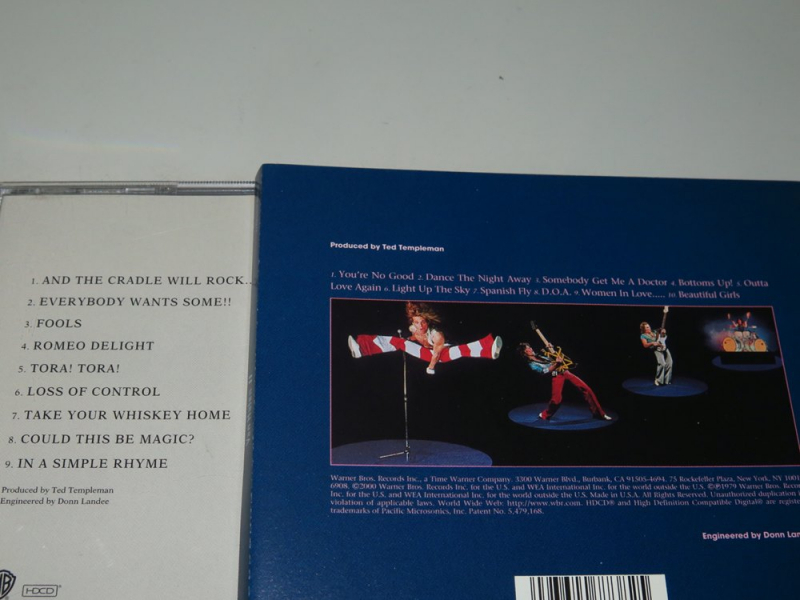 1. AND THE CRADLE WILL ROCK...
2. EVERYBODY WANTS SOME!!
3. FOOLS
4. ROMEO DELIGHT
5. TORA! TORA!
6. LOSS OF CONTROL
7. TAKE YOUR WHISKEY HOME
8. COULD THIS BE MAGIC?
9. IN A SIMPLE RHYME
Produced by Ted Templeman
Engineered by Donn Landee
HDCD
Produced by Ted Templeman
1. You're No Good 2. Dance The Night Away 3. Somebody Get Me A Doctor 4. Bottoms Up! 5. Outta
Love Again 6. Light Up The Sky 7. Spanish Fly 8. D.O.A. 9. Women In Love..... 10. Beautiful Girls
Warner Bros. Records Inc., a Time Warner Company. 3300 Warner Blvd., Burbank, CA 91505-4694. 75 Rockefeller Plaza, New York, NY 1001
6908. ©2000 Warner Bros. Records Inc. for the U.S. and WEA International Inc. for the world outside the U.S. ©℗1979 Warner Bros. Record
Inc. for the U.S. and WEA International Inc. for the world outside the U.S. Made in U.S.A. All Rights Reserved. Unauthorized duplication i
violation of applicable laws. World Wide Web: http://www.wbr.com. HDCD® and High Definition Compatible Digital® are registe
trademarks of Pacific Microsonics, Inc. Patent No. 5,479,168.
Engineered by Donn Lan